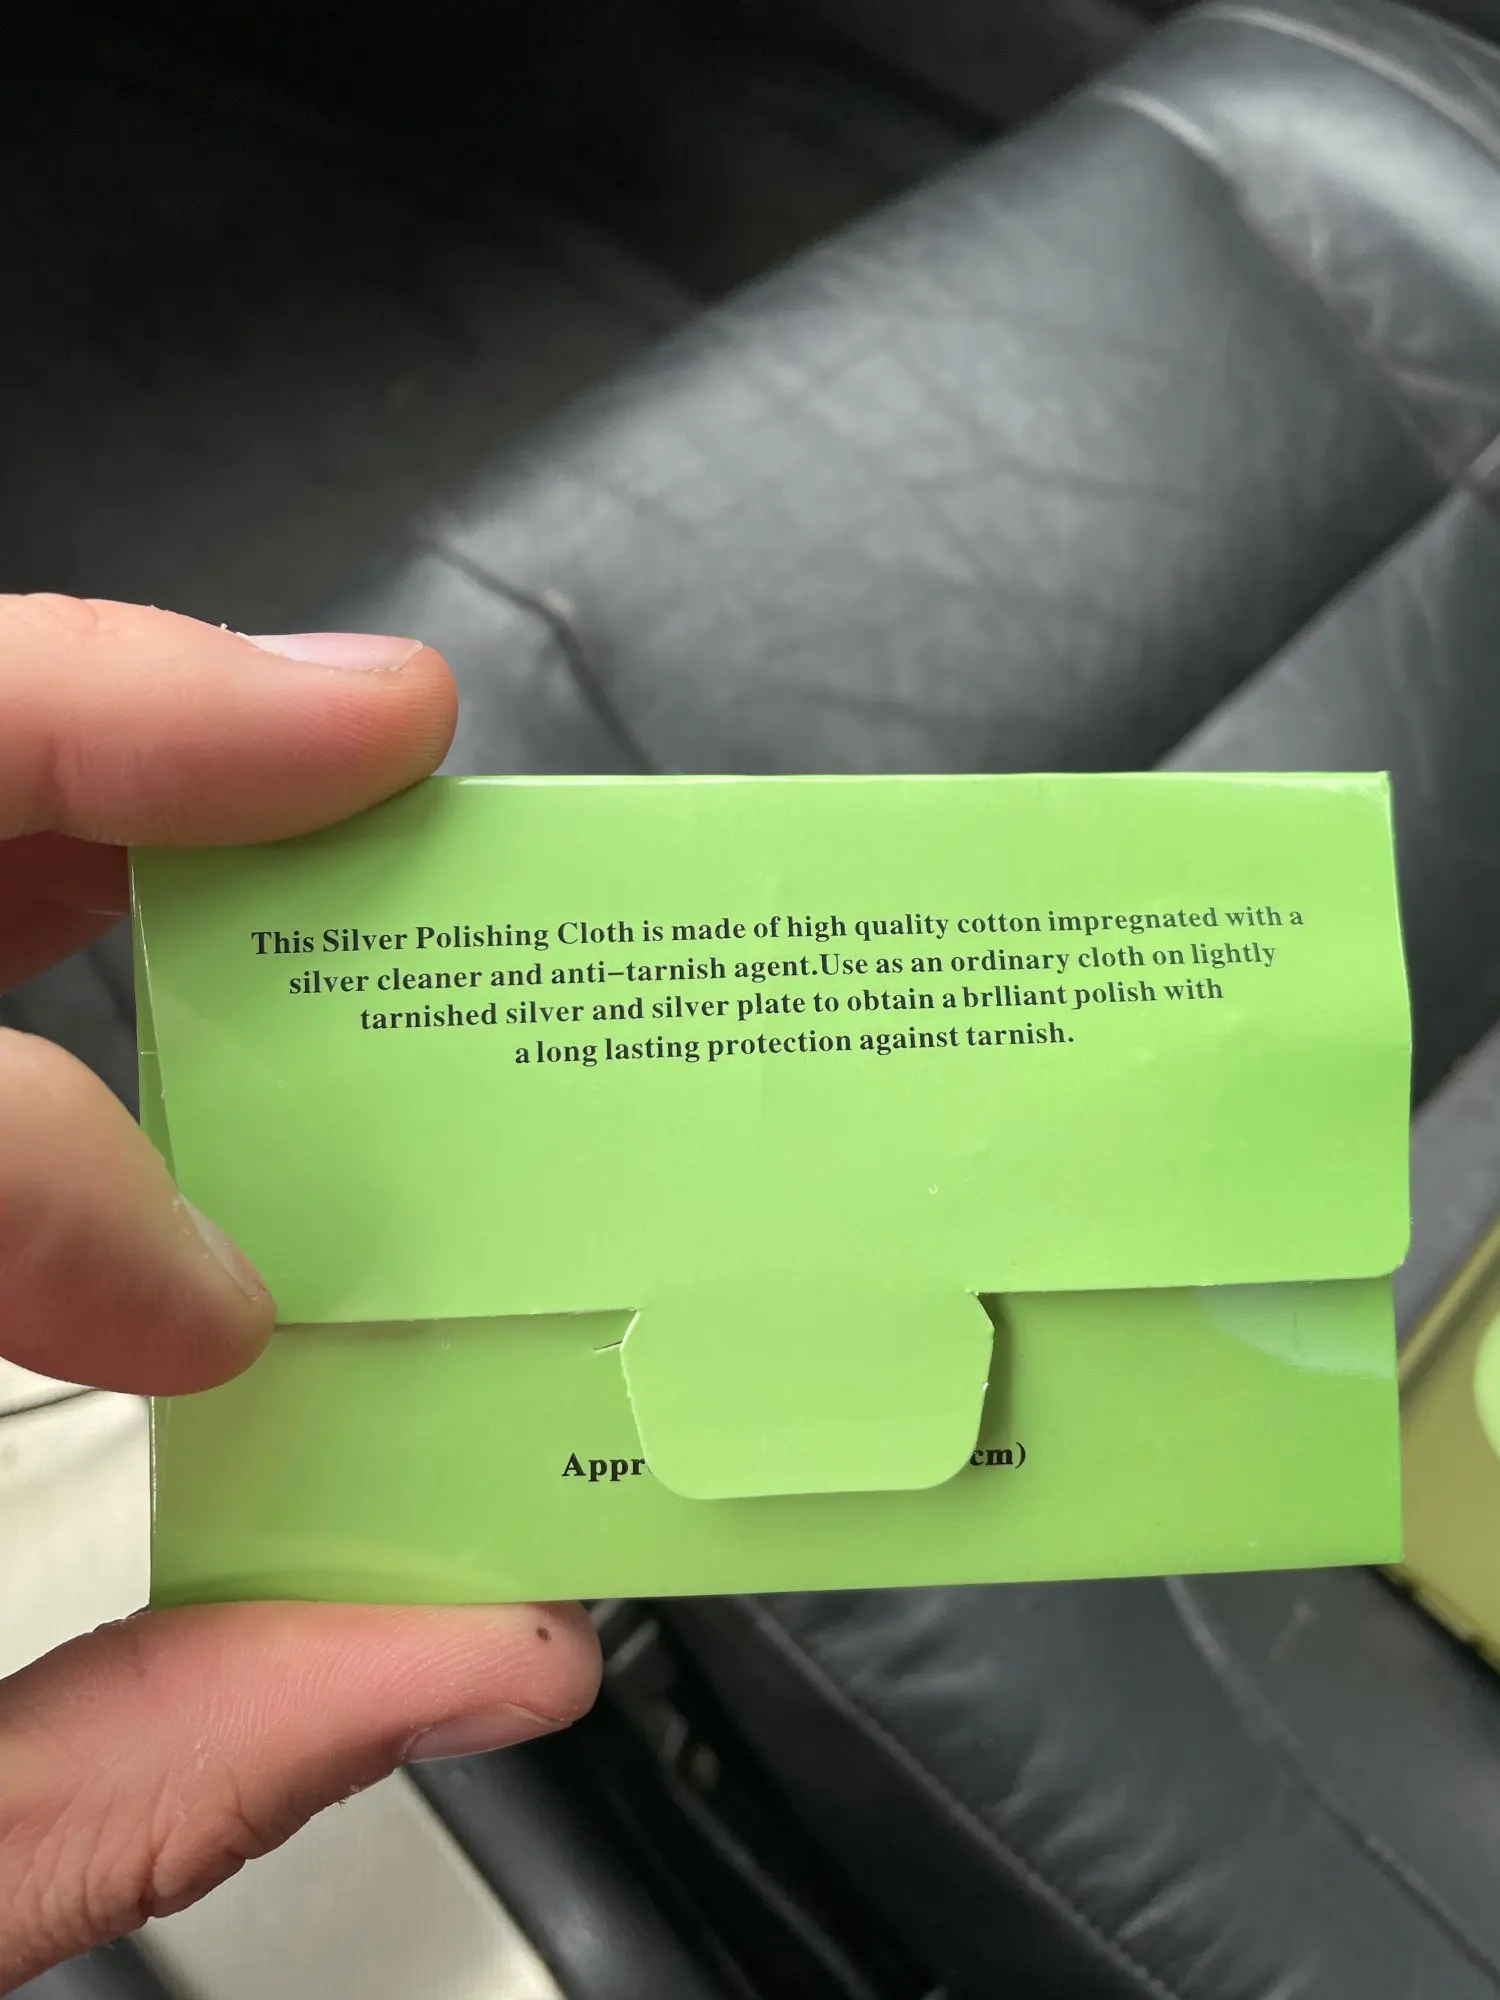 This Silver Polishing Cloth is made of high quality cotton impregnated with a
silver cleaner and anti–tarnish agent.Use as an ordinary cloth on lightly
tarnished silver and silver plate to obtain a brlliant polish with
a long lasting protection against tarnish.
cm)